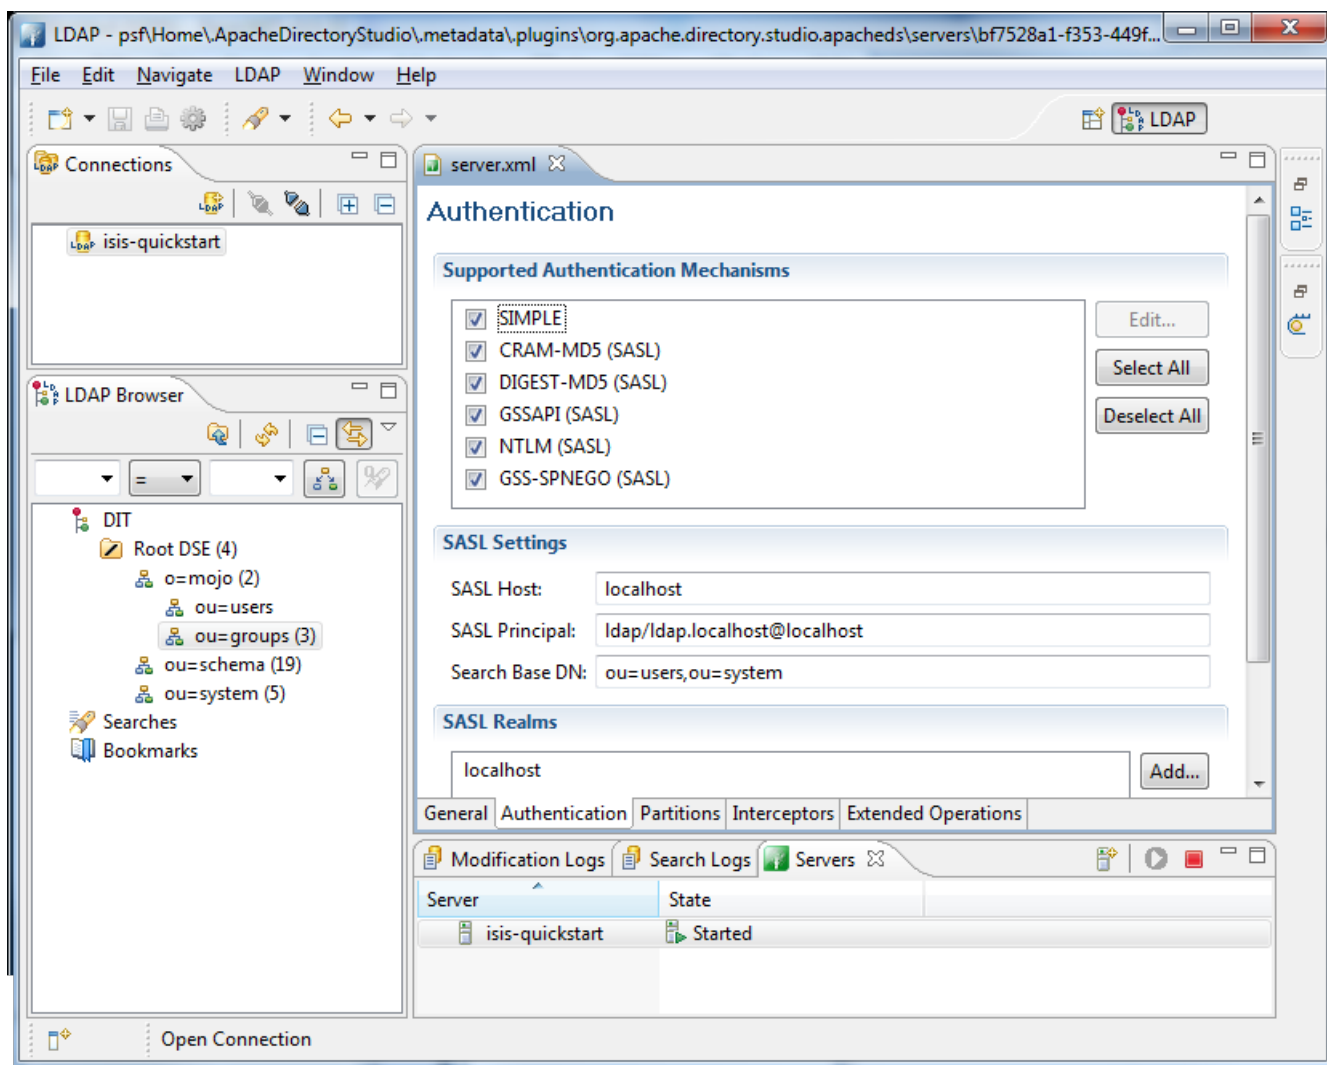 LDAP - psf\Home\.ApacheDirectoryStudio\.metadata\.plugins\org.apache.directory.studio.apacheds\servers\bf7528a1-f353-449f...
File Edit Navigate LDAP Window Help
LDAP
Connections
isis-quickstart
LDAP Browser
=
DIT
Root DSE (4)
o=mojo (2)
ou=users
ou=groups (3)
ou=schema (19)
ou=system (5)
Searches
Bookmarks
server.xml
Authentication
Supported Authentication Mechanisms
SIMPLE
CRAM-MD5 (SASL)
DIGEST-MD5 (SASL)
GSSAPI (SASL)
NTLM (SASL)
GSS-SPNEGO (SASL)
Edit...
Select All
Deselect All
SASL Settings
SASL Host: localhost
SASL Principal: ldap/ldap.localhost@localhost
Search Base DN: ou=users,ou=system
SASL Realms
localhost
Add...
General Authentication Partitions Interceptors Extended Operations
Modification Logs Search Logs Servers
Server State
isis-quickstart Started
Open Connection